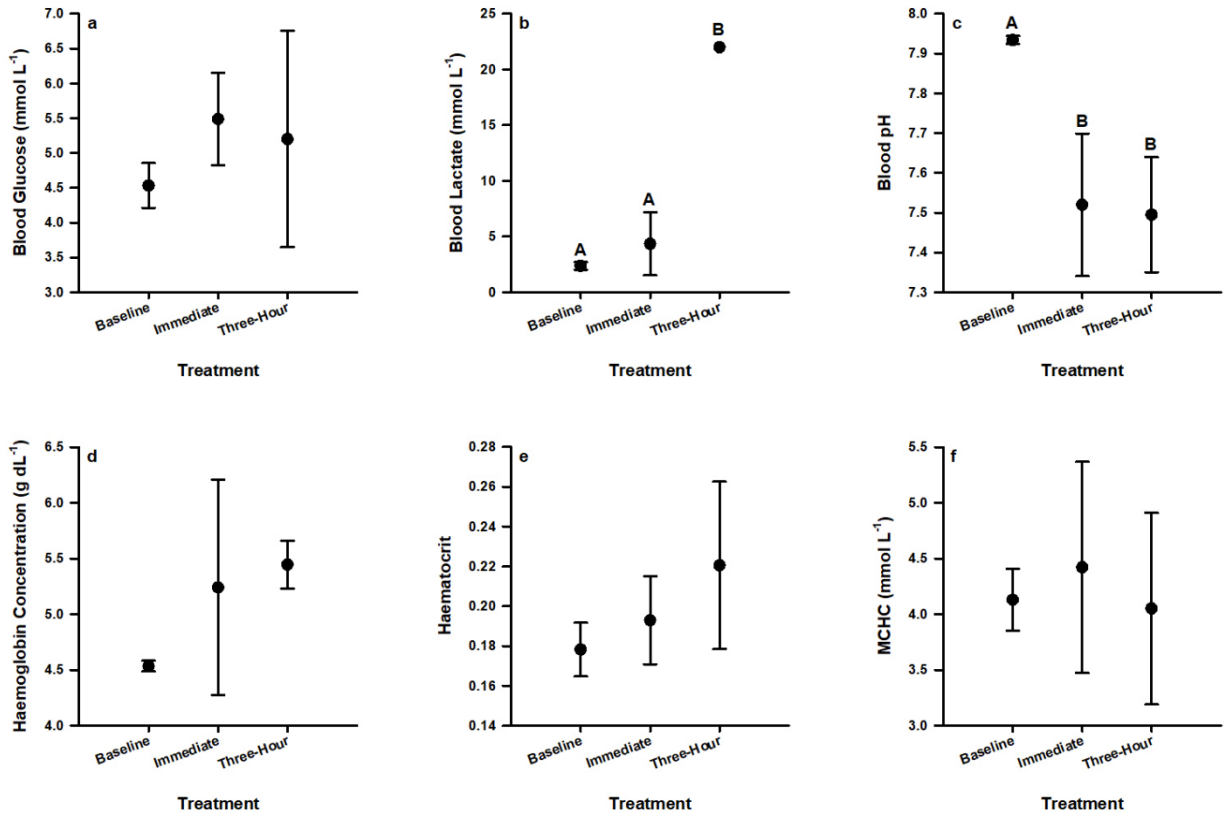 a
Blood Glucose (mmol L⁻¹)
7.0
6.5
6.0
5.5
5.0
4.5
4.0
3.5
3.0
Baseline
Immediate
Three-Hour
Treatment
b
Blood Lactate (mmol L⁻¹)
25
20
15
10
5
0
A
A
B
Baseline
Immediate
Three-Hour
Treatment
c
Blood pH
8.0
7.9
7.8
7.7
7.6
7.5
7.4
7.3
A
B
B
Baseline
Immediate
Three-Hour
Treatment
d
Haemoglobin Concentration (g dL⁻¹)
6.5
6.0
5.5
5.0
4.5
4.0
Baseline
Immediate
Three-Hour
Treatment
e
Haematocrit
0.28
0.26
0.24
0.22
0.20
0.18
0.16
0.14
Baseline
Immediate
Three-Hour
Treatment
f
MCHC (mmol L⁻¹)
5.5
5.0
4.5
4.0
3.5
3.0
Baseline
Immediate
Three-Hour
Treatment